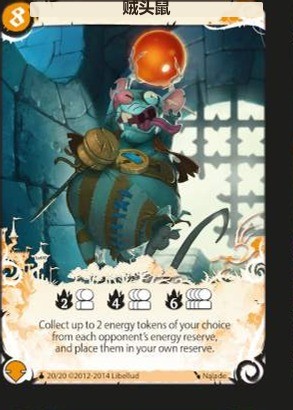 贼头鼠
8
2 4 6
Collect up to 2 energy tokens of your choice
from each opponent's energy reserve,
and place them in your own reserve.
20/20 ©2012-2014 Libellud Naïade